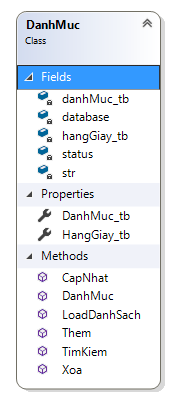 DanhMuc
Class
Fields
danhMuc_tb
database
hangGiay_tb
status
str
Properties
DanhMuc_tb
HangGiay_tb
Methods
CapNhat
DanhMuc
LoadDanhSach
Them
TimKiem
Xoa